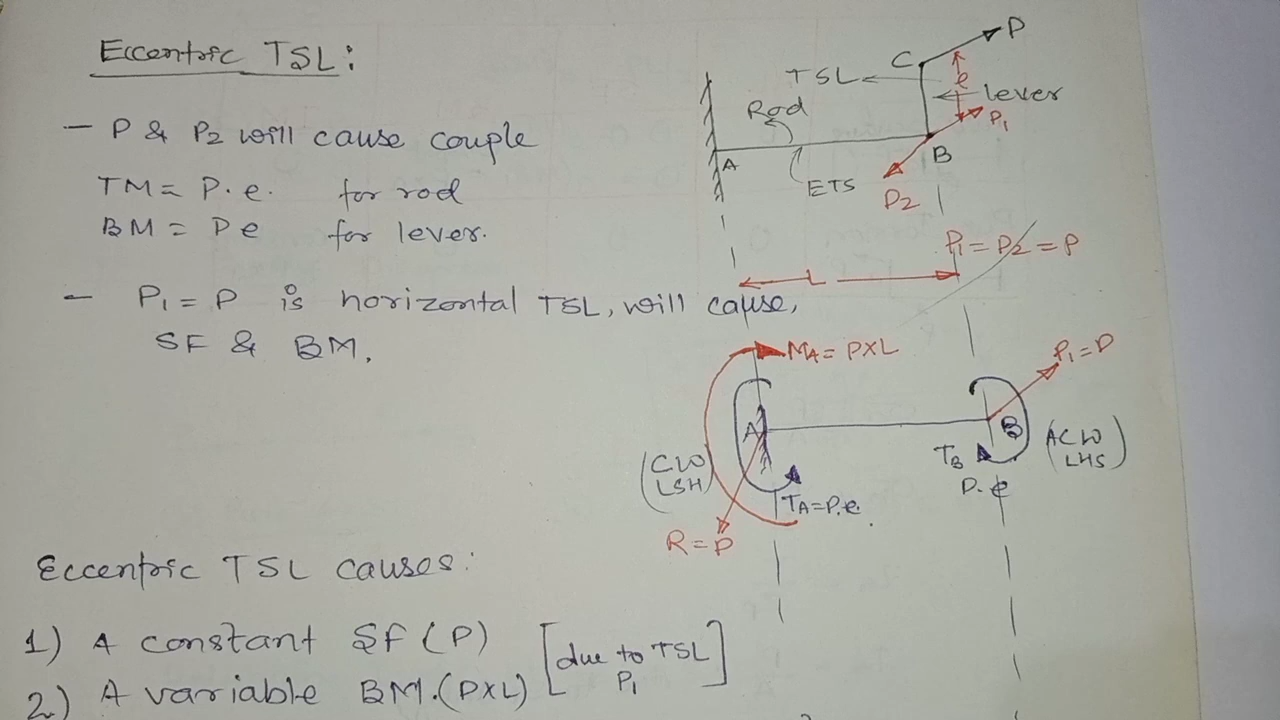 Eccentric TSL:
- P & P2 will cause couple
TM = P.e. for rod
BM = Pe for lever.
- P1 = P is horizontal TSL, will cause,
SF & BM.
P
C
TSL
e
lever
Rod
P1
A
B
ETS
P2
P1 = P2 = P
L
MA = PXL
P1 = P
A
B
(CW
LSH)
TB
P.e
(ACW
LHS)
TA = P.e.
R = P
Eccentric TSL causes:
1) A constant SF (P) [due to TSL
2) A variable BM. (PXL) P1]